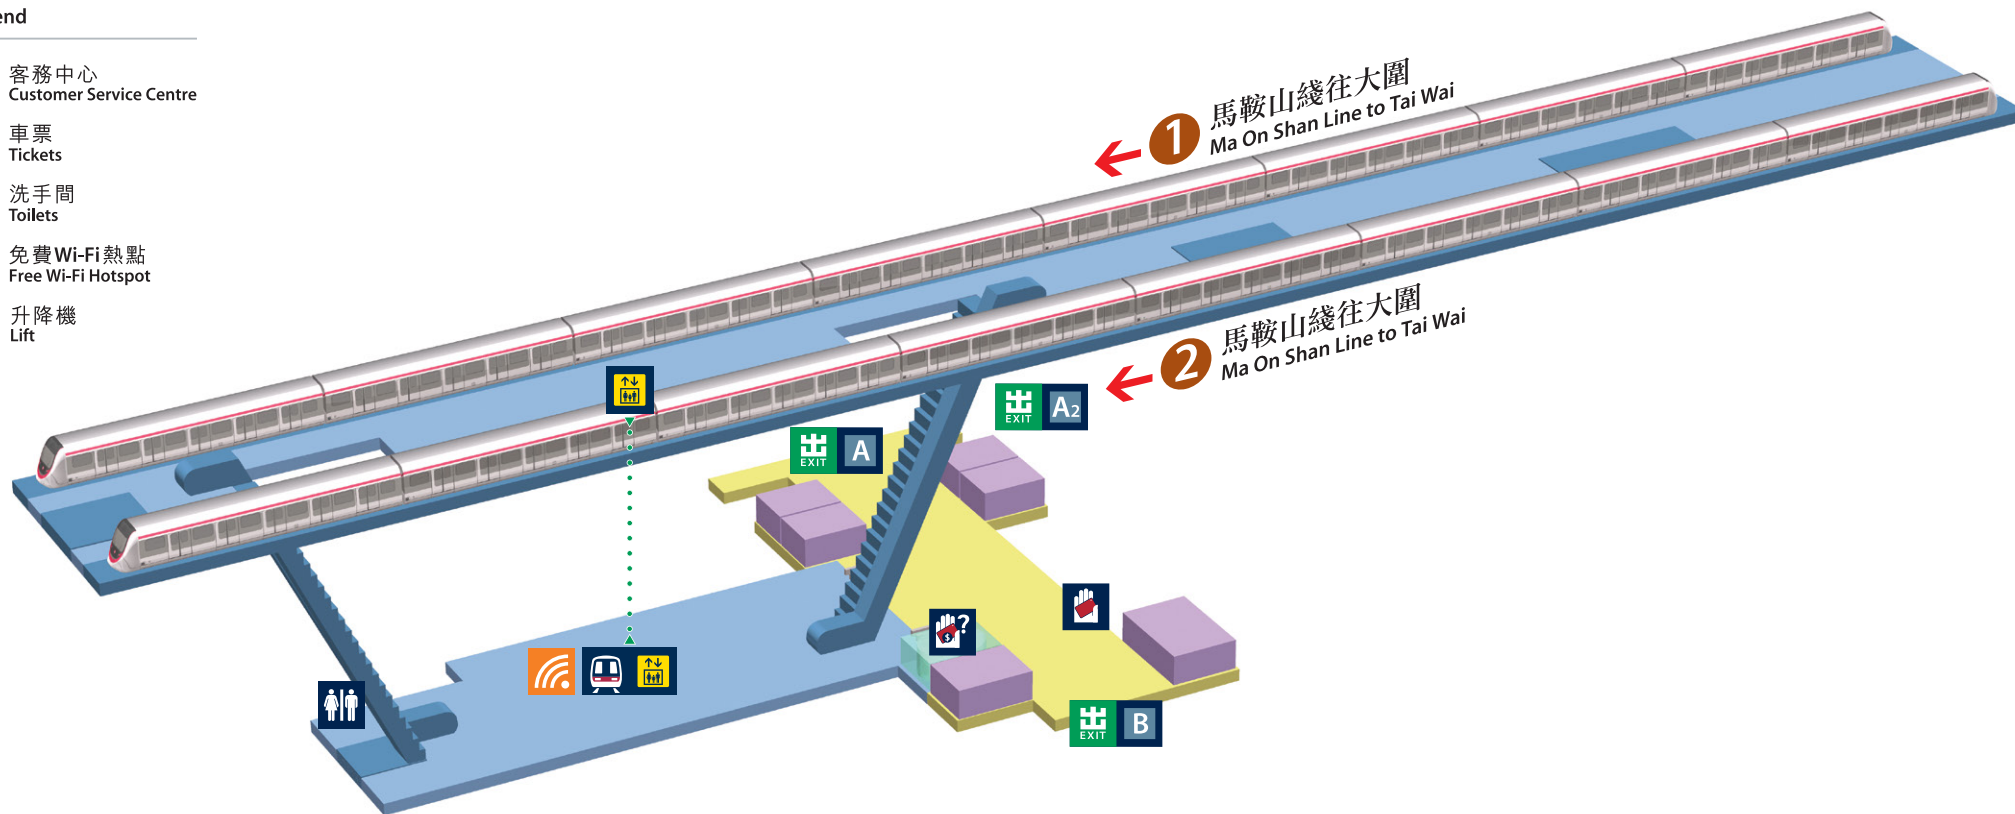 end
客務中心
Customer Service Centre
車票
Tickets
洗手間
Toilets
免費Wi-Fi熱點
Free Wi-Fi Hotspot
升降機
Lift
1 馬鞍山綫往大圍
Ma On Shan Line to Tai Wai
2 馬鞍山綫往大圍
Ma On Shan Line to Tai Wai
出 EXIT A2
出 EXIT A
$ ?
出 EXIT B